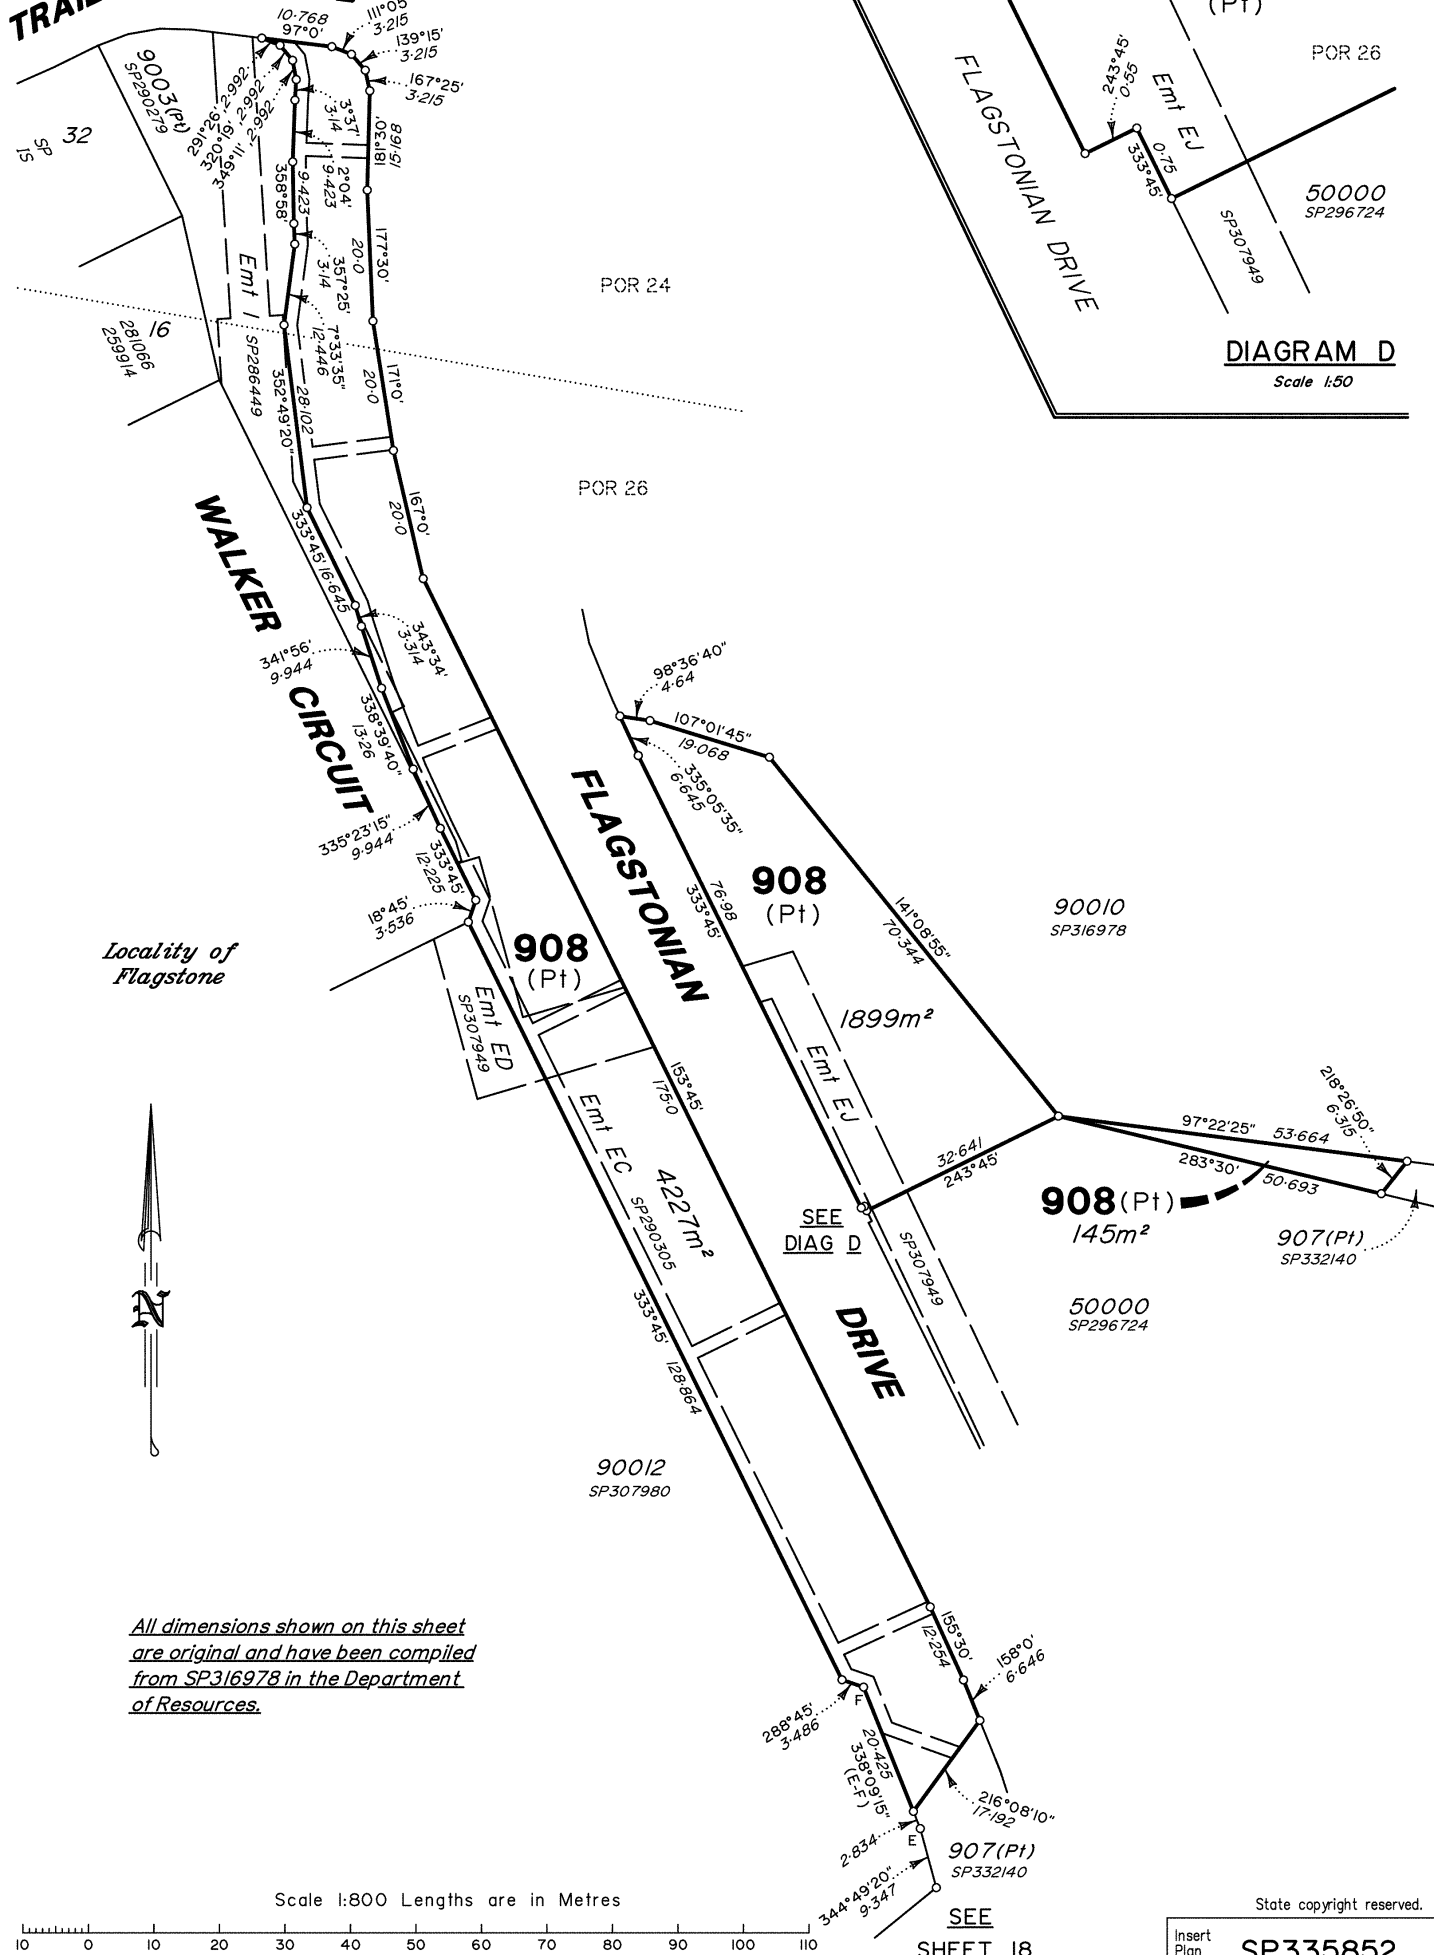 TRAIL
10·768
97°0'
111°05'
3·215
139°15'
3·215
167°25'
3·215
9003(Pt)
SP290279
291°26' 2·992
320°19' 2·992
349°11' 2·992
3°37'
3·14
181°30'
15·168
SP
IS
32
358°58'
9·423
2°04'
9·423
177°30'
20·0
357°25'
3·14
Emt I
SP286449
7°33'35"
12·446
16
281066
259914
352°49'20"
28·102
171°0'
20·0
POR 24
POR 26
167°0'
20·0
(Pt)
POR 26
243°45'
0·55
Emt EJ
0·75
333°45'
FLAGSTONIAN DRIVE
50000
SP296724
SP307949
DIAGRAM D
Scale 1:50
WALKER CIRCUIT
333°45' 16·645
343°34'
3·314
341°56'
9·944
338°39'40"
13·26
335°23'15"
9·944
333°45'
12·225
18°45'
3·536
98°36'40"
4·64
107°01'45"
19·068
335°05'35"
6·645
FLAGSTONIAN
76·98
333°45'
908
(Pt)
141°08'55"
70·344
90010
SP316978
1899m²
Locality of
Flagstone
908
(Pt)
Emt ED
SP307949
Emt EC
SP290305
153°45'
175·0
4227m²
Emt EJ
32·641
243°45'
97°22'25" 53·664
283°30' 50·693
218°26'50"
6·315
908(Pt)
145m²
907(Pt)
SP332140
SEE
DIAG D
SP307949
50000
SP296724
N
DRIVE
333°45' 128·864
90012
SP307980
All dimensions shown on this sheet
are original and have been compiled
from SP316978 in the Department
of Resources.
155°30'
12·254
158°0'
6·646
288°45'
3·486
F
20·425
338°09'15"
(E-F)
216°08'10"
17·192
2·834
E
907(Pt)
SP332140
344°49'20"
9·347
SEE
SHEET 18
Scale 1:800 Lengths are in Metres
10 0 10 20 30 40 50 60 70 80 90 100 110
State copyright reserved.
Insert
Plan
SP335852